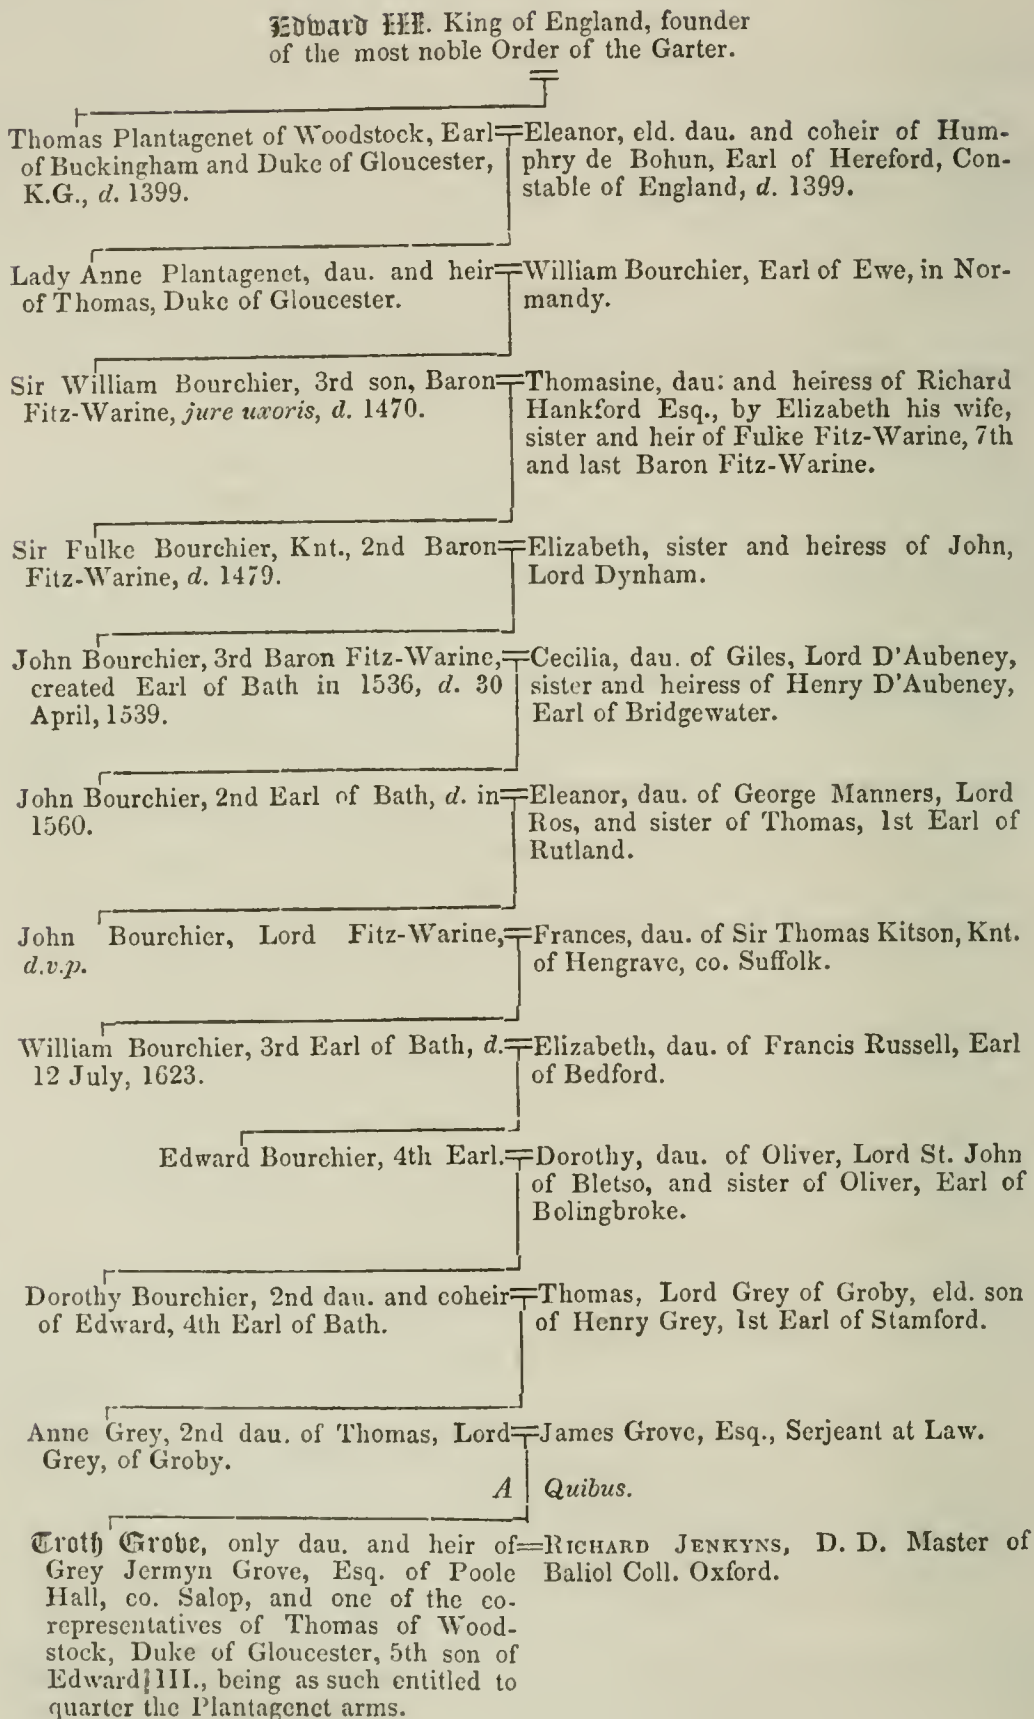 Edward III. King of England, founder
of the most noble Order of the Garter.
Thomas Plantagenet of Woodstock, Earl
of Buckingham and Duke of Gloucester,
K.G., d. 1399.
Eleanor, eld. dau. and coheir of Hum-
phry de Bohun, Earl of Hereford, Con-
stable of England, d. 1399.
Lady Anne Plantagenet, dau. and heir
of Thomas, Duke of Gloucester.
William Bourchier, Earl of Ewe, in Nor-
mandy.
Sir William Bourchier, 3rd son, Baron
Fitz-Warine, jure uxoris, d. 1470.
Thomasine, dau: and heiress of Richard
Hankford Esq., by Elizabeth his wife,
sister and heir of Fulke Fitz-Warine, 7th
and last Baron Fitz-Warine.
Sir Fulke Bourchier, Knt., 2nd Baron
Fitz-Warine, d. 1479.
Elizabeth, sister and heiress of John,
Lord Dynham.
John Bourchier, 3rd Baron Fitz-Warine,
created Earl of Bath in 1536, d. 30
April, 1539.
Cecilia, dau. of Giles, Lord D'Aubeney,
sister and heiress of Henry D'Aubeney,
Earl of Bridgewater.
John Bourchier, 2nd Earl of Bath, d. in
1560.
Eleanor, dau. of George Manners, Lord
Ros, and sister of Thomas, 1st Earl of
Rutland.
John Bourchier, Lord Fitz-Warine,
d.v.p.
Frances, dau. of Sir Thomas Kitson, Knt.
of Hengrave, co. Suffolk.
William Bourchier, 3rd Earl of Bath, d.
12 July, 1623.
Elizabeth, dau. of Francis Russell, Earl
of Bedford.
Edward Bourchier, 4th Earl.
Dorothy, dau. of Oliver, Lord St. John
of Bletso, and sister of Oliver, Earl of
Bolingbroke.
Dorothy Bourchier, 2nd dau. and coheir
of Edward, 4th Earl of Bath.
Thomas, Lord Grey of Groby, eld. son
of Henry Grey, 1st Earl of Stamford.
Anne Grey, 2nd dau. of Thomas, Lord
Grey, of Groby.
James Grove, Esq., Serjeant at Law.
A Quibus.
Troth Grove, only dau. and heir of
Grey Jermyn Grove, Esq. of Poole
Hall, co. Salop, and one of the co-
representatives of Thomas of Wood-
stock, Duke of Gloucester, 5th son of
Edward III., being as such entitled to
quarter the Plantagenet arms.
RICHARD JENKYNS, D. D. Master of
Baliol Coll. Oxford.